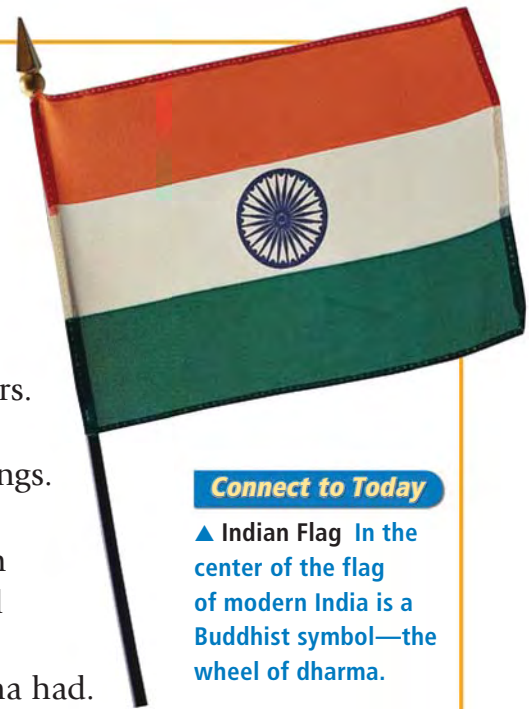 rs.
ngs.
had.
Connect to Today
▲ Indian Flag In the
center of the flag
of modern India is a
Buddhist symbol—the
wheel of dharma.